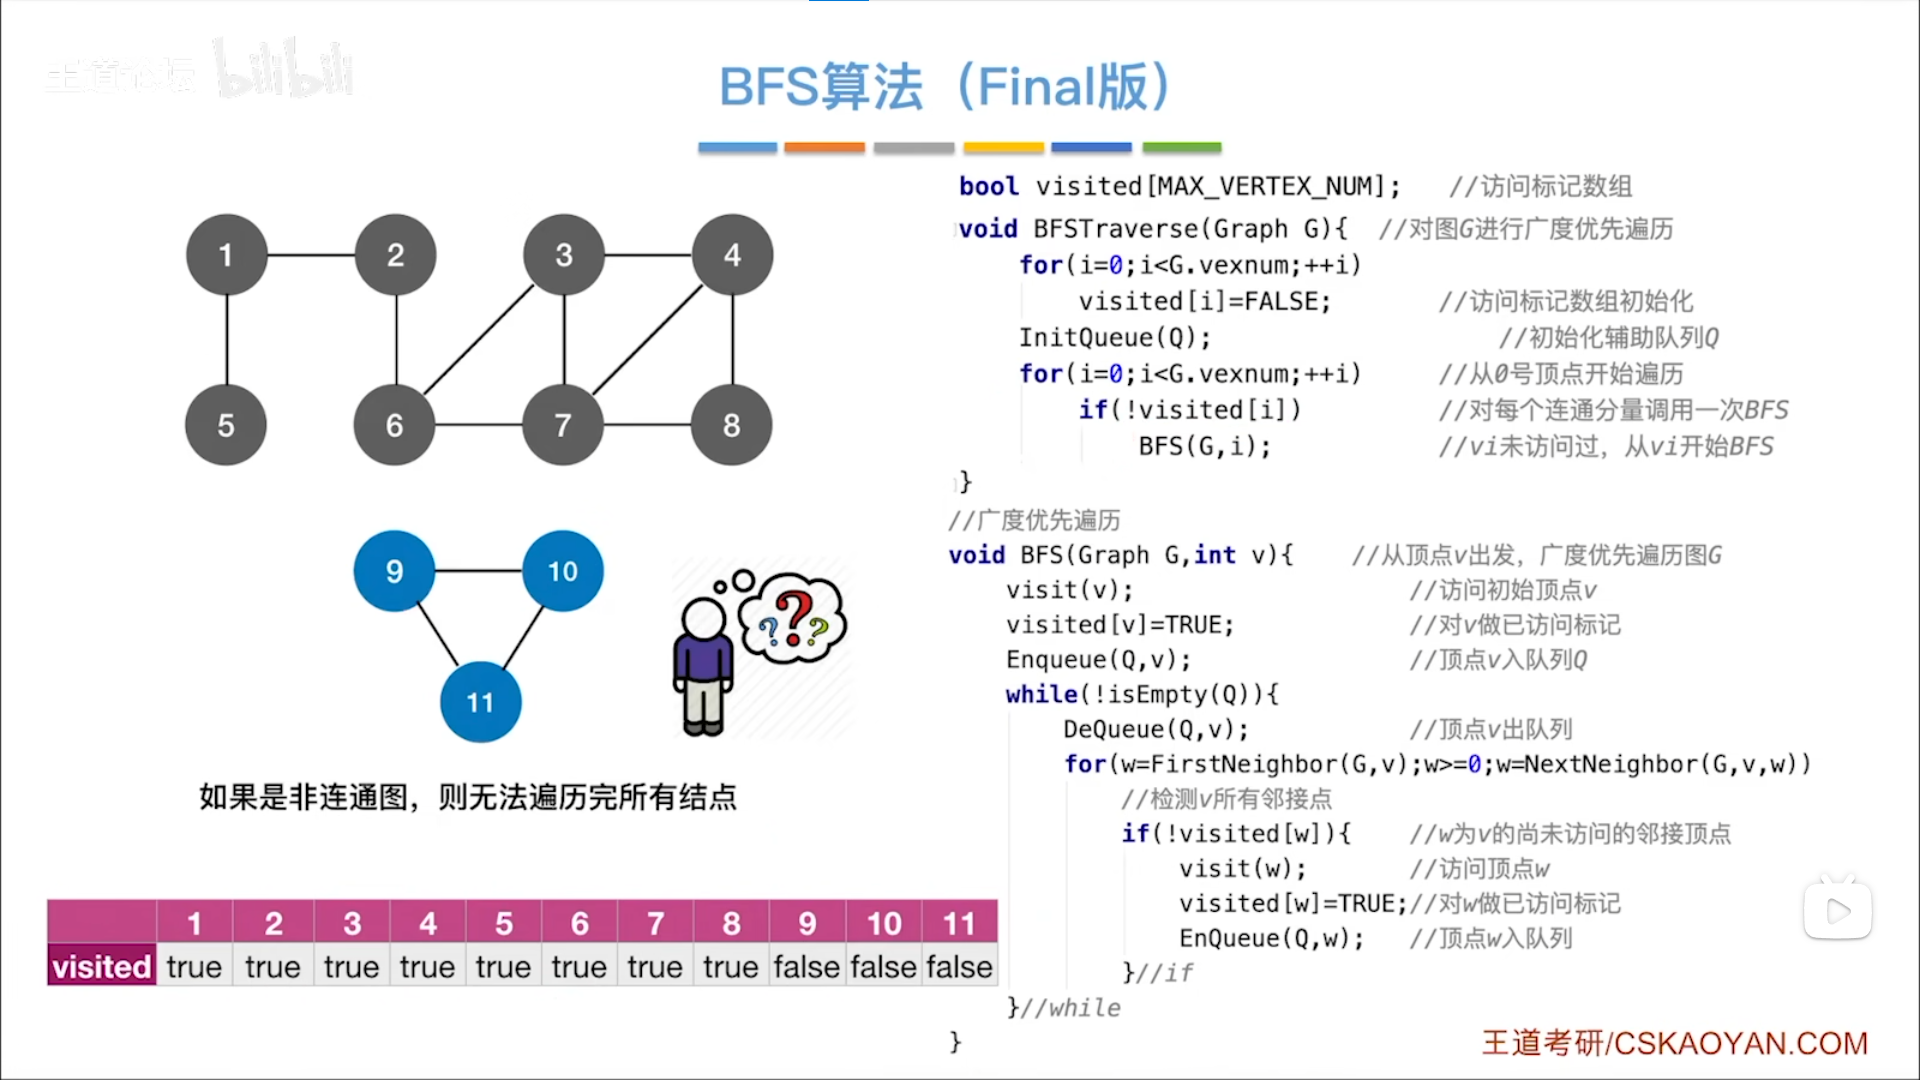 王道论坛 bilibili
BFS算法（Final版）
bool visited[MAX_VERTEX_NUM]; //访问标记数组
void BFSTraverse(Graph G){ //对图G进行广度优先遍历
for(i=0;i<G.vexnum;++i)
visited[i]=FALSE; //访问标记数组初始化
InitQueue(Q); //初始化辅助队列Q
for(i=0;i<G.vexnum;++i) //从0号顶点开始遍历
if(!visited[i]) //对每个连通分量调用一次BFS
BFS(G,i); //vi未访问过，从vi开始BFS
}
//广度优先遍历
void BFS(Graph G,int v){ //从顶点v出发，广度优先遍历图G
visit(v); //访问初始顶点v
visited[v]=TRUE; //对v做已访问标记
Enqueue(Q,v); //顶点v入队列Q
while(!isEmpty(Q)){
DeQueue(Q,v); //顶点v出队列
for(w=FirstNeighbor(G,v);w>=0;w=NextNeighbor(G,v,w))
//检测v所有邻接点
if(!visited[w]){ //w为v的尚未访问的邻接顶点
visit(w); //访问顶点w
visited[w]=TRUE;//对w做已访问标记
EnQueue(Q,w); //顶点w入队列
}//if
}//while
}
1 2 3 4
5 6 7 8
9 10
11
? ? ?
如果是非连通图，则无法遍历完所有结点
1 2 3 4 5 6 7 8 9 10 11
visited true true true true true true true true false false false
王道考研/CSKAOYAN.COM